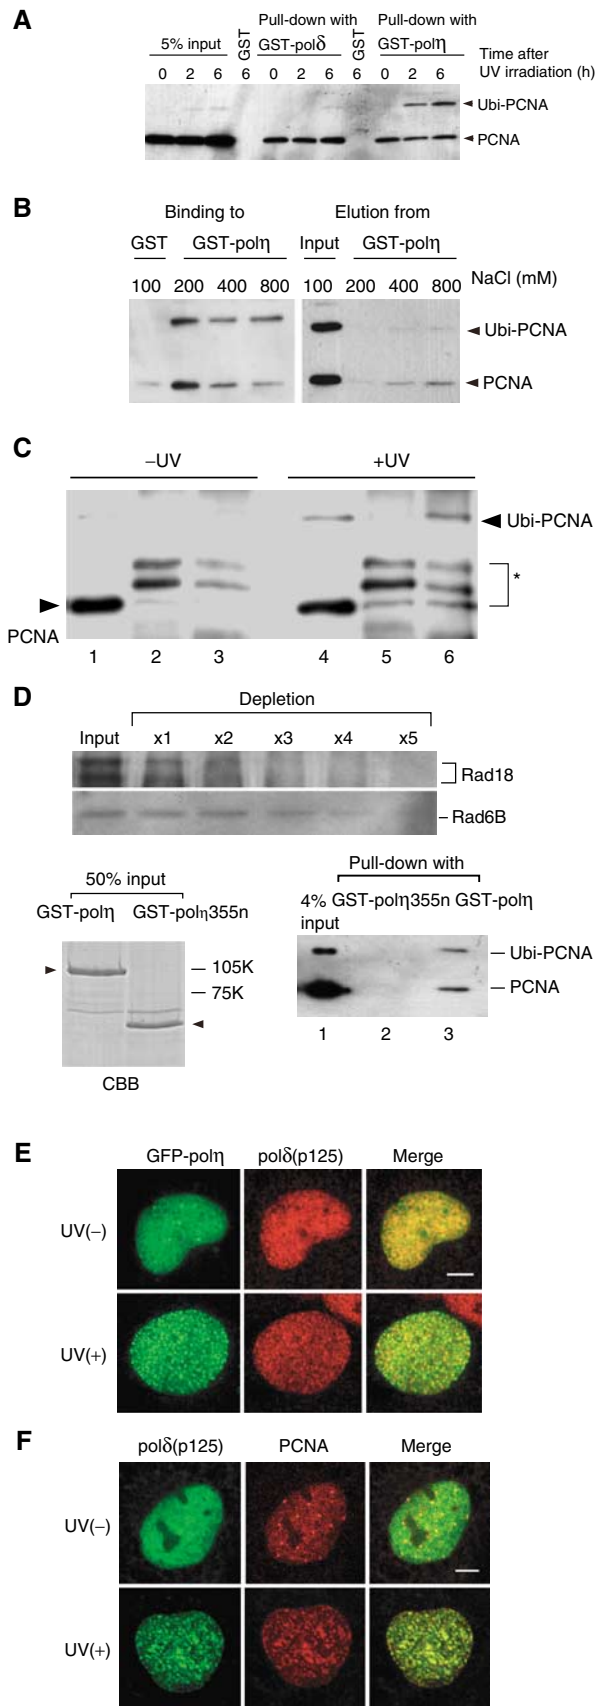 A
5% input
GST
Pull-down with
GST-polδ
GST
Pull-down with
GST-polη
Time after
UV irradiation (h)
0 2 6 6 0 2 6 6 0 2 6
Ubi-PCNA
PCNA
B
Binding to
Elution from
GST GST-polη Input GST-polη
100 200 400 800 100 200 400 800 NaCl (mM)
Ubi-PCNA
PCNA
C
–UV +UV
Ubi-PCNA
*
PCNA
1 2 3 4 5 6
D
Depletion
Input x1 x2 x3 x4 x5
Rad18
Rad6B
50% input
GST-polη GST-polη355n
105K
75K
CBB
Pull-down with
4% GST-polη355n GST-polη
input
Ubi-PCNA
PCNA
1 2 3
E
GFP-polη polδ(p125) Merge
UV(–)
UV(+)
F
polδ(p125) PCNA Merge
UV(–)
UV(+)